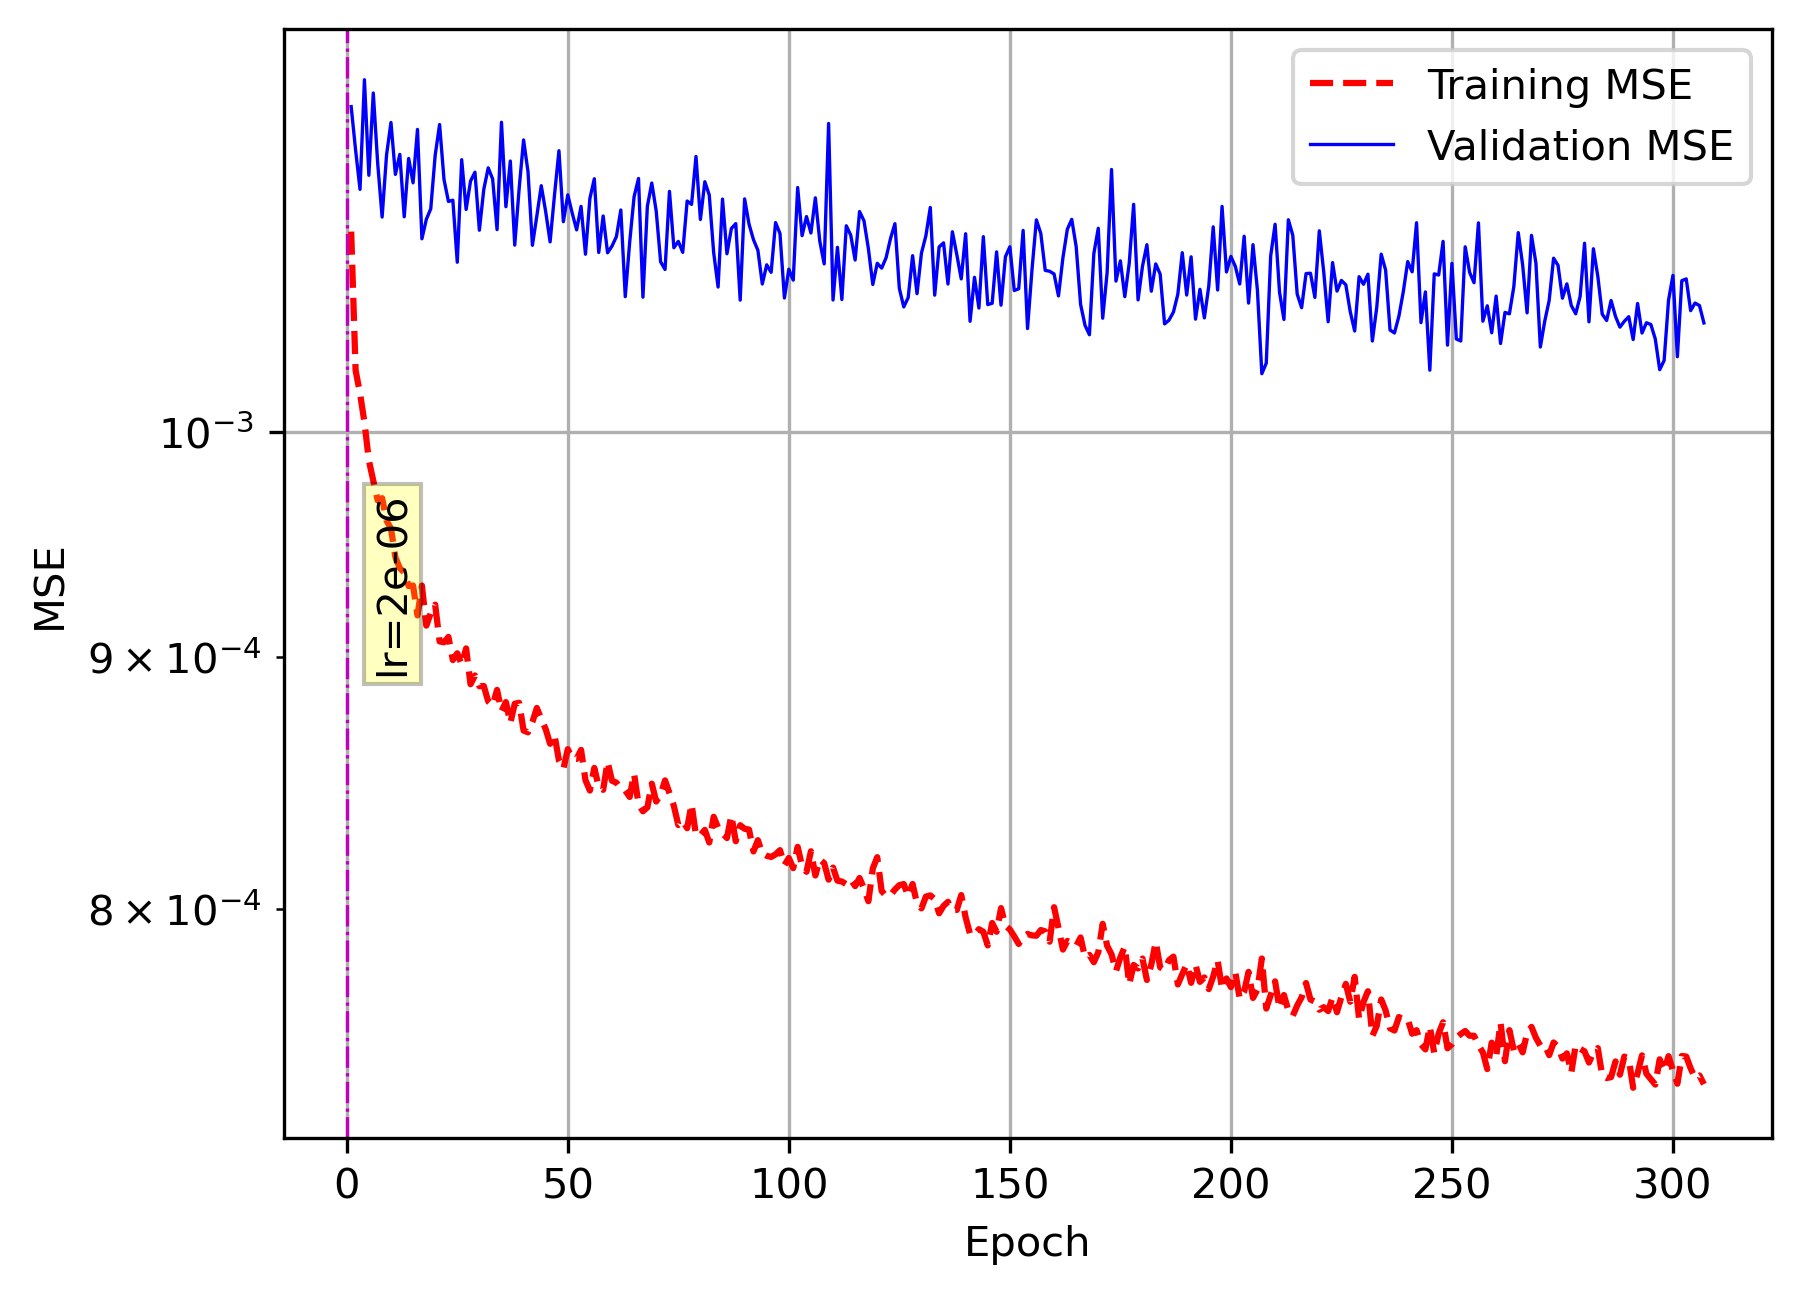 Training MSE
Validation MSE
10⁻³
9×10⁻⁴
8×10⁻⁴
MSE
lr=2e-06
0 50 100 150 200 250 300
Epoch